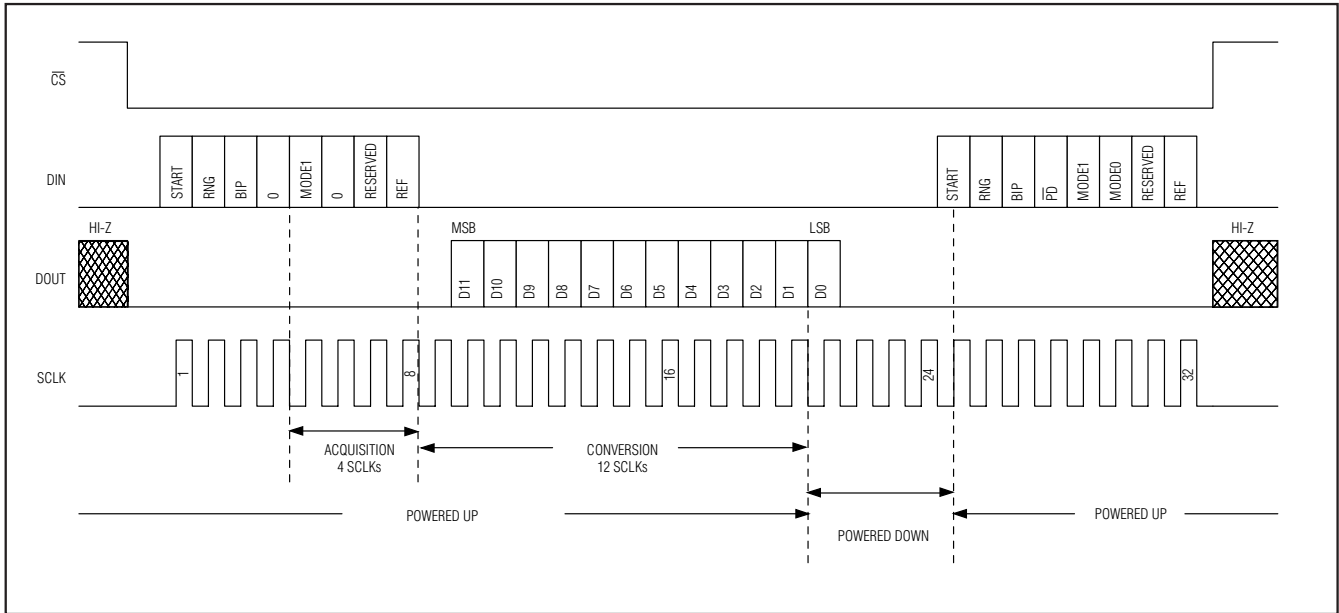 C̅S̅
DIN
START
RNG
BIP
0
MODE1
0
RESERVED
REF
START
RNG
BIP
P̅D̅
MODE1
MODE0
RESERVED
REF
HI-Z
MSB
LSB
HI-Z
DOUT
D11
D10
D9
D8
D7
D6
D5
D4
D3
D2
D1
D0
SCLK
1
8
16
24
32
ACQUISITION
4 SCLKs
CONVERSION
12 SCLKs
POWERED UP
POWERED DOWN
POWERED UP